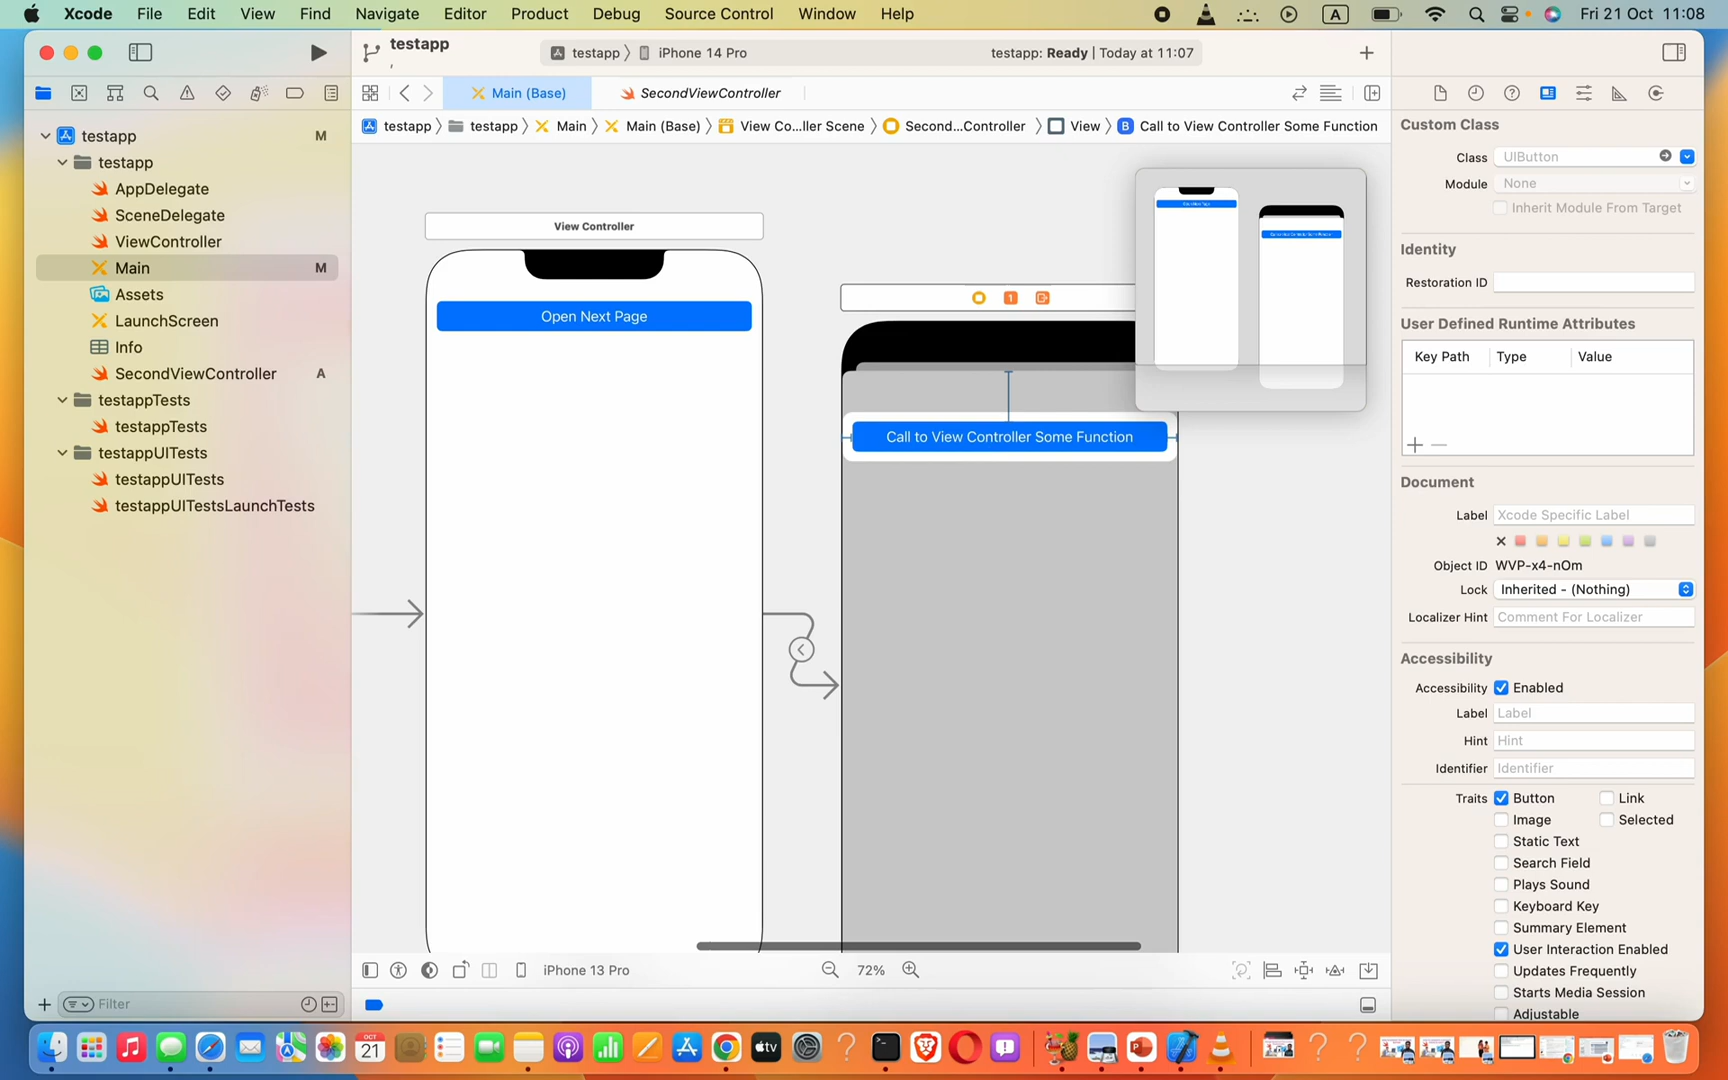 Xcode File Edit View Find Navigate Editor Product Debug Source Control Window Help A Fri 21 Oct 11:08
testapp
testapp iPhone 14 Pro testapp: Ready | Today at 11:07
Main (Base) SecondViewController
testapp testapp Main Main (Base) View Co...ller Scene Second...Controller View B Call to View Controller Some Function
testapp M
testapp
AppDelegate
SceneDelegate
ViewController
Main M
Assets
LaunchScreen
Info
SecondViewController A
testappTests
testappTests
testappUITests
testappUITests
testappUITestsLaunchTests
Filter
View Controller
Open Next Page
1
Call to View Controller Some Function
iPhone 13 Pro 72%
Custom Class
Class UIButton
Module None
Inherit Module From Target
Identity
Restoration ID
User Defined Runtime Attributes
Key Path Type Value
Document
Label Xcode Specific Label
Object ID WVP-x4-nOm
Lock Inherited - (Nothing)
Localizer Hint Comment For Localizer
Accessibility
Accessibility Enabled
Label Label
Hint Hint
Identifier Identifier
Traits Button Link
Image Selected
Static Text
Search Field
Plays Sound
Keyboard Key
Summary Element
User Interaction Enabled
Updates Frequently
Starts Media Session
Adjustable
OCT
21
tv